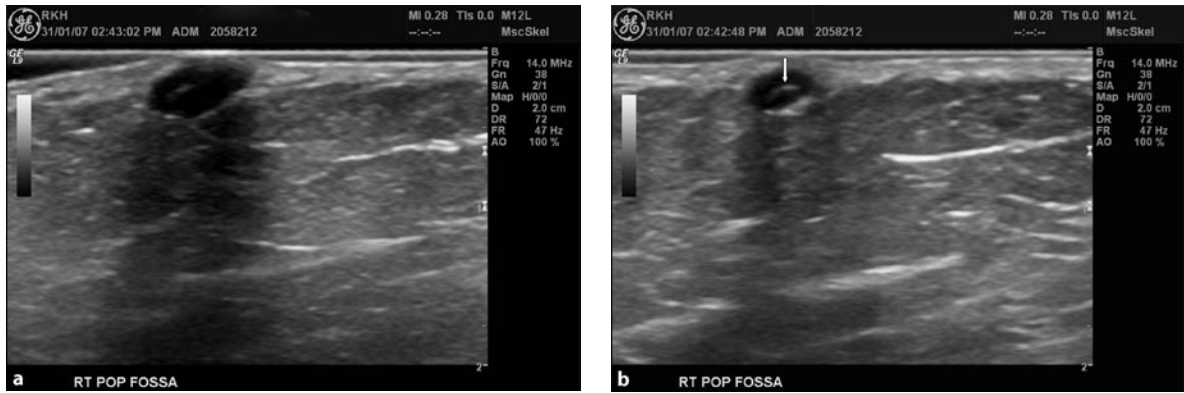 RKH
31/01/07 02:43:02 PM ADM 2058212
MI 0.28 TIs 0.0 M12L
--:--:-- MscSkel
B
Frq 14.0 MHz
Gn 38
S/A 2/1
Map H/0/0
D 2.0 cm
DR 72
FR 47 Hz
AO 100 %
2-
a RT POP FOSSA
RKH
31/01/07 02:42:48 PM ADM 2058212
MI 0.28 TIs 0.0 M12L
--:--:-- MscSkel
B
Frq 14.0 MHz
Gn 38
S/A 2/1
Map H/0/0
D 2.0 cm
DR 72
FR 47 Hz
AO 100 %
2-
b RT POP FOSSA